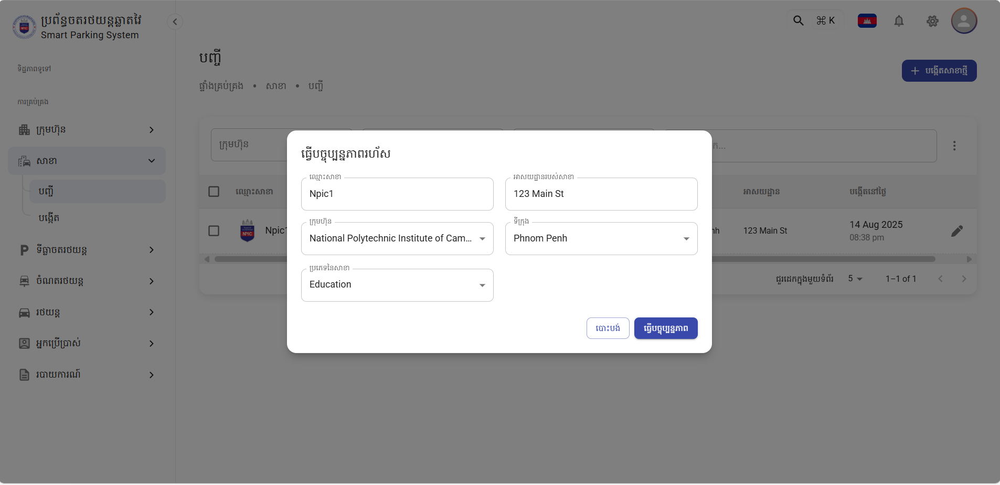 ប្រព័ន្ធចតរថយន្តឆ្លាតវៃ
Smart Parking System
⌘ K
ទិដ្ឋភាពទូទៅ
ការគ្រប់គ្រង
ក្រុមហ៊ុន
សាខា
បញ្ជី
បង្កើត
ទីធ្លាចតរថយន្ត
ចំណតរថយន្ត
រថយន្ត
អ្នកប្រើប្រាស់
របាយការណ៍
បញ្ជី
ផ្ទាំងគ្រប់គ្រង • សាខា • បញ្ជី
បង្កើតសាខាថ្មី
ក្រុមហ៊ុន
ឈ្មោះសាខា
អាសយដ្ឋាន
បង្កើតនៅថ្ងៃ
NPIC
Npic1
123 Main St
14 Aug 2025
08:38 pm
ជួរដេកក្នុងមួយទំព័រ
5
1–1 of 1
ធ្វើបច្ចុប្បន្នភាពរហ័ស
ឈ្មោះសាខា
Npic1
អាសយដ្ឋានរបស់សាខា
123 Main St
ក្រុមហ៊ុន
National Polytechnic Institute of Cam...
ទីក្រុង
Phnom Penh
ប្រភេទនៃសាខា
Education
បោះបង់
ធ្វើបច្ចុប្បន្នភាព